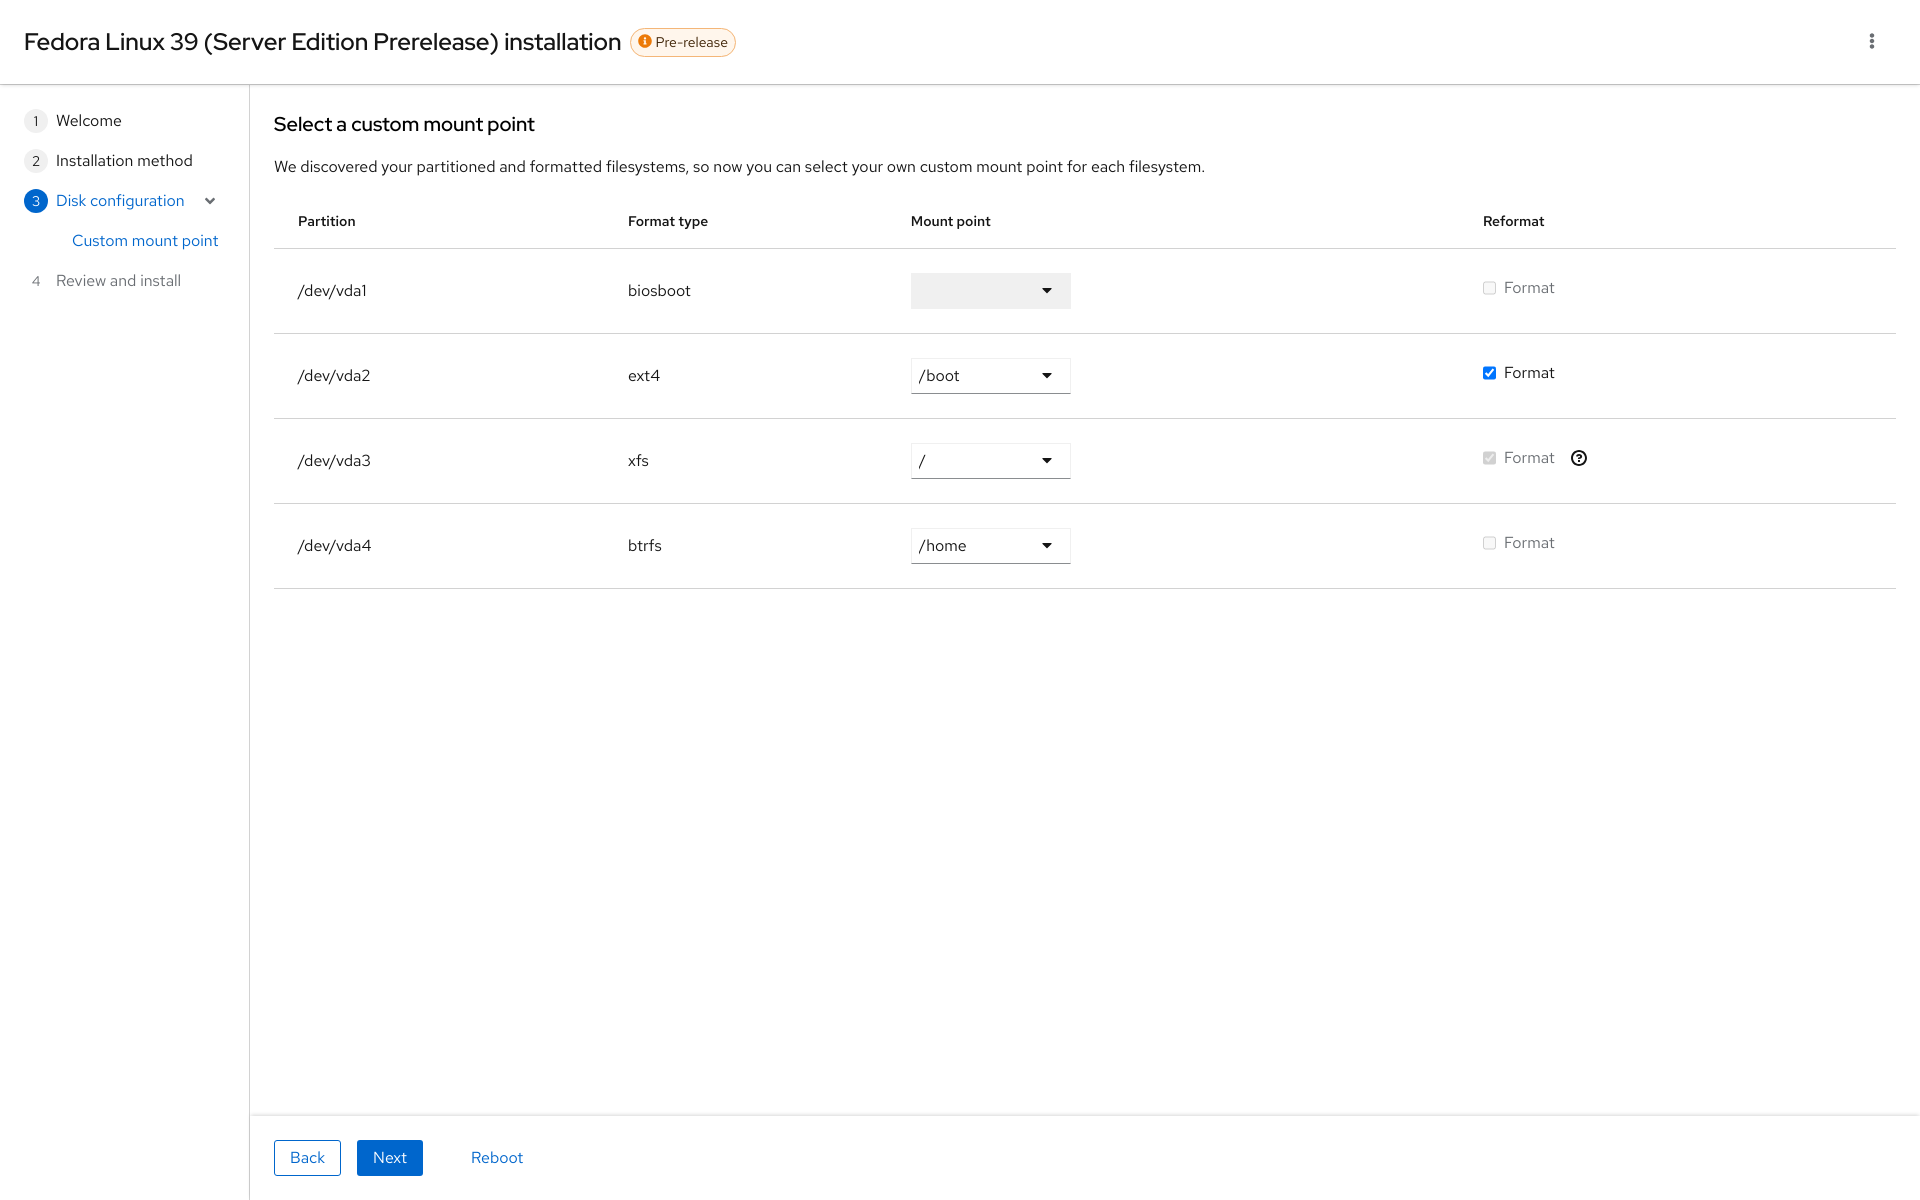 Fedora Linux 39 (Server Edition Prerelease) installation Pre-release
1 Welcome
2 Installation method
3 Disk configuration
Custom mount point
4 Review and install
Select a custom mount point
We discovered your partitioned and formatted filesystems, so now you can select your own custom mount point for each filesystem.
Partition Format type Mount point Reformat
/dev/vda1 biosboot Format
/dev/vda2 ext4 /boot Format
/dev/vda3 xfs / Format
/dev/vda4 btrfs /home Format
Back Next Reboot